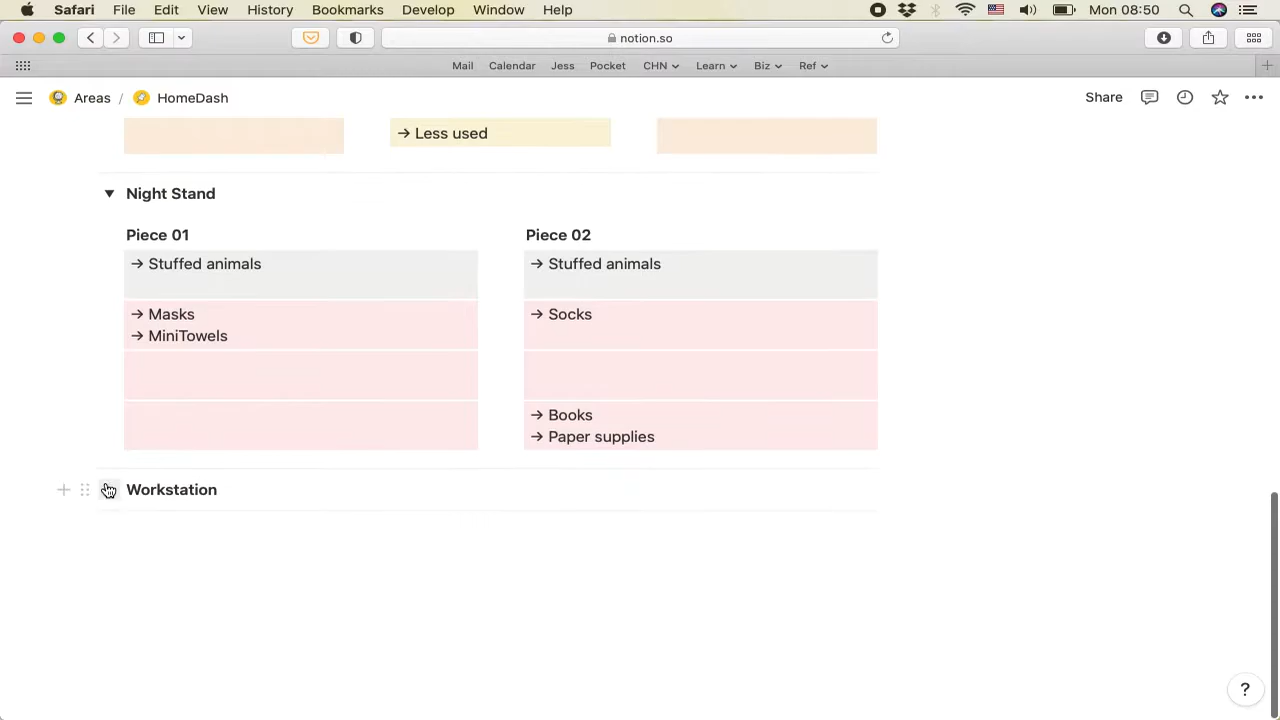 Safari File Edit View History Bookmarks Develop Window Help Mon 08:50
notion.so
Mail Calendar Jess Pocket CHN Learn Biz Ref
Areas / HomeDash Share
→ Less used
Night Stand
Piece 01 Piece 02
→ Stuffed animals → Stuffed animals
→ Masks → Socks
→ MiniTowels
→ Books
→ Paper supplies
Workstation
?